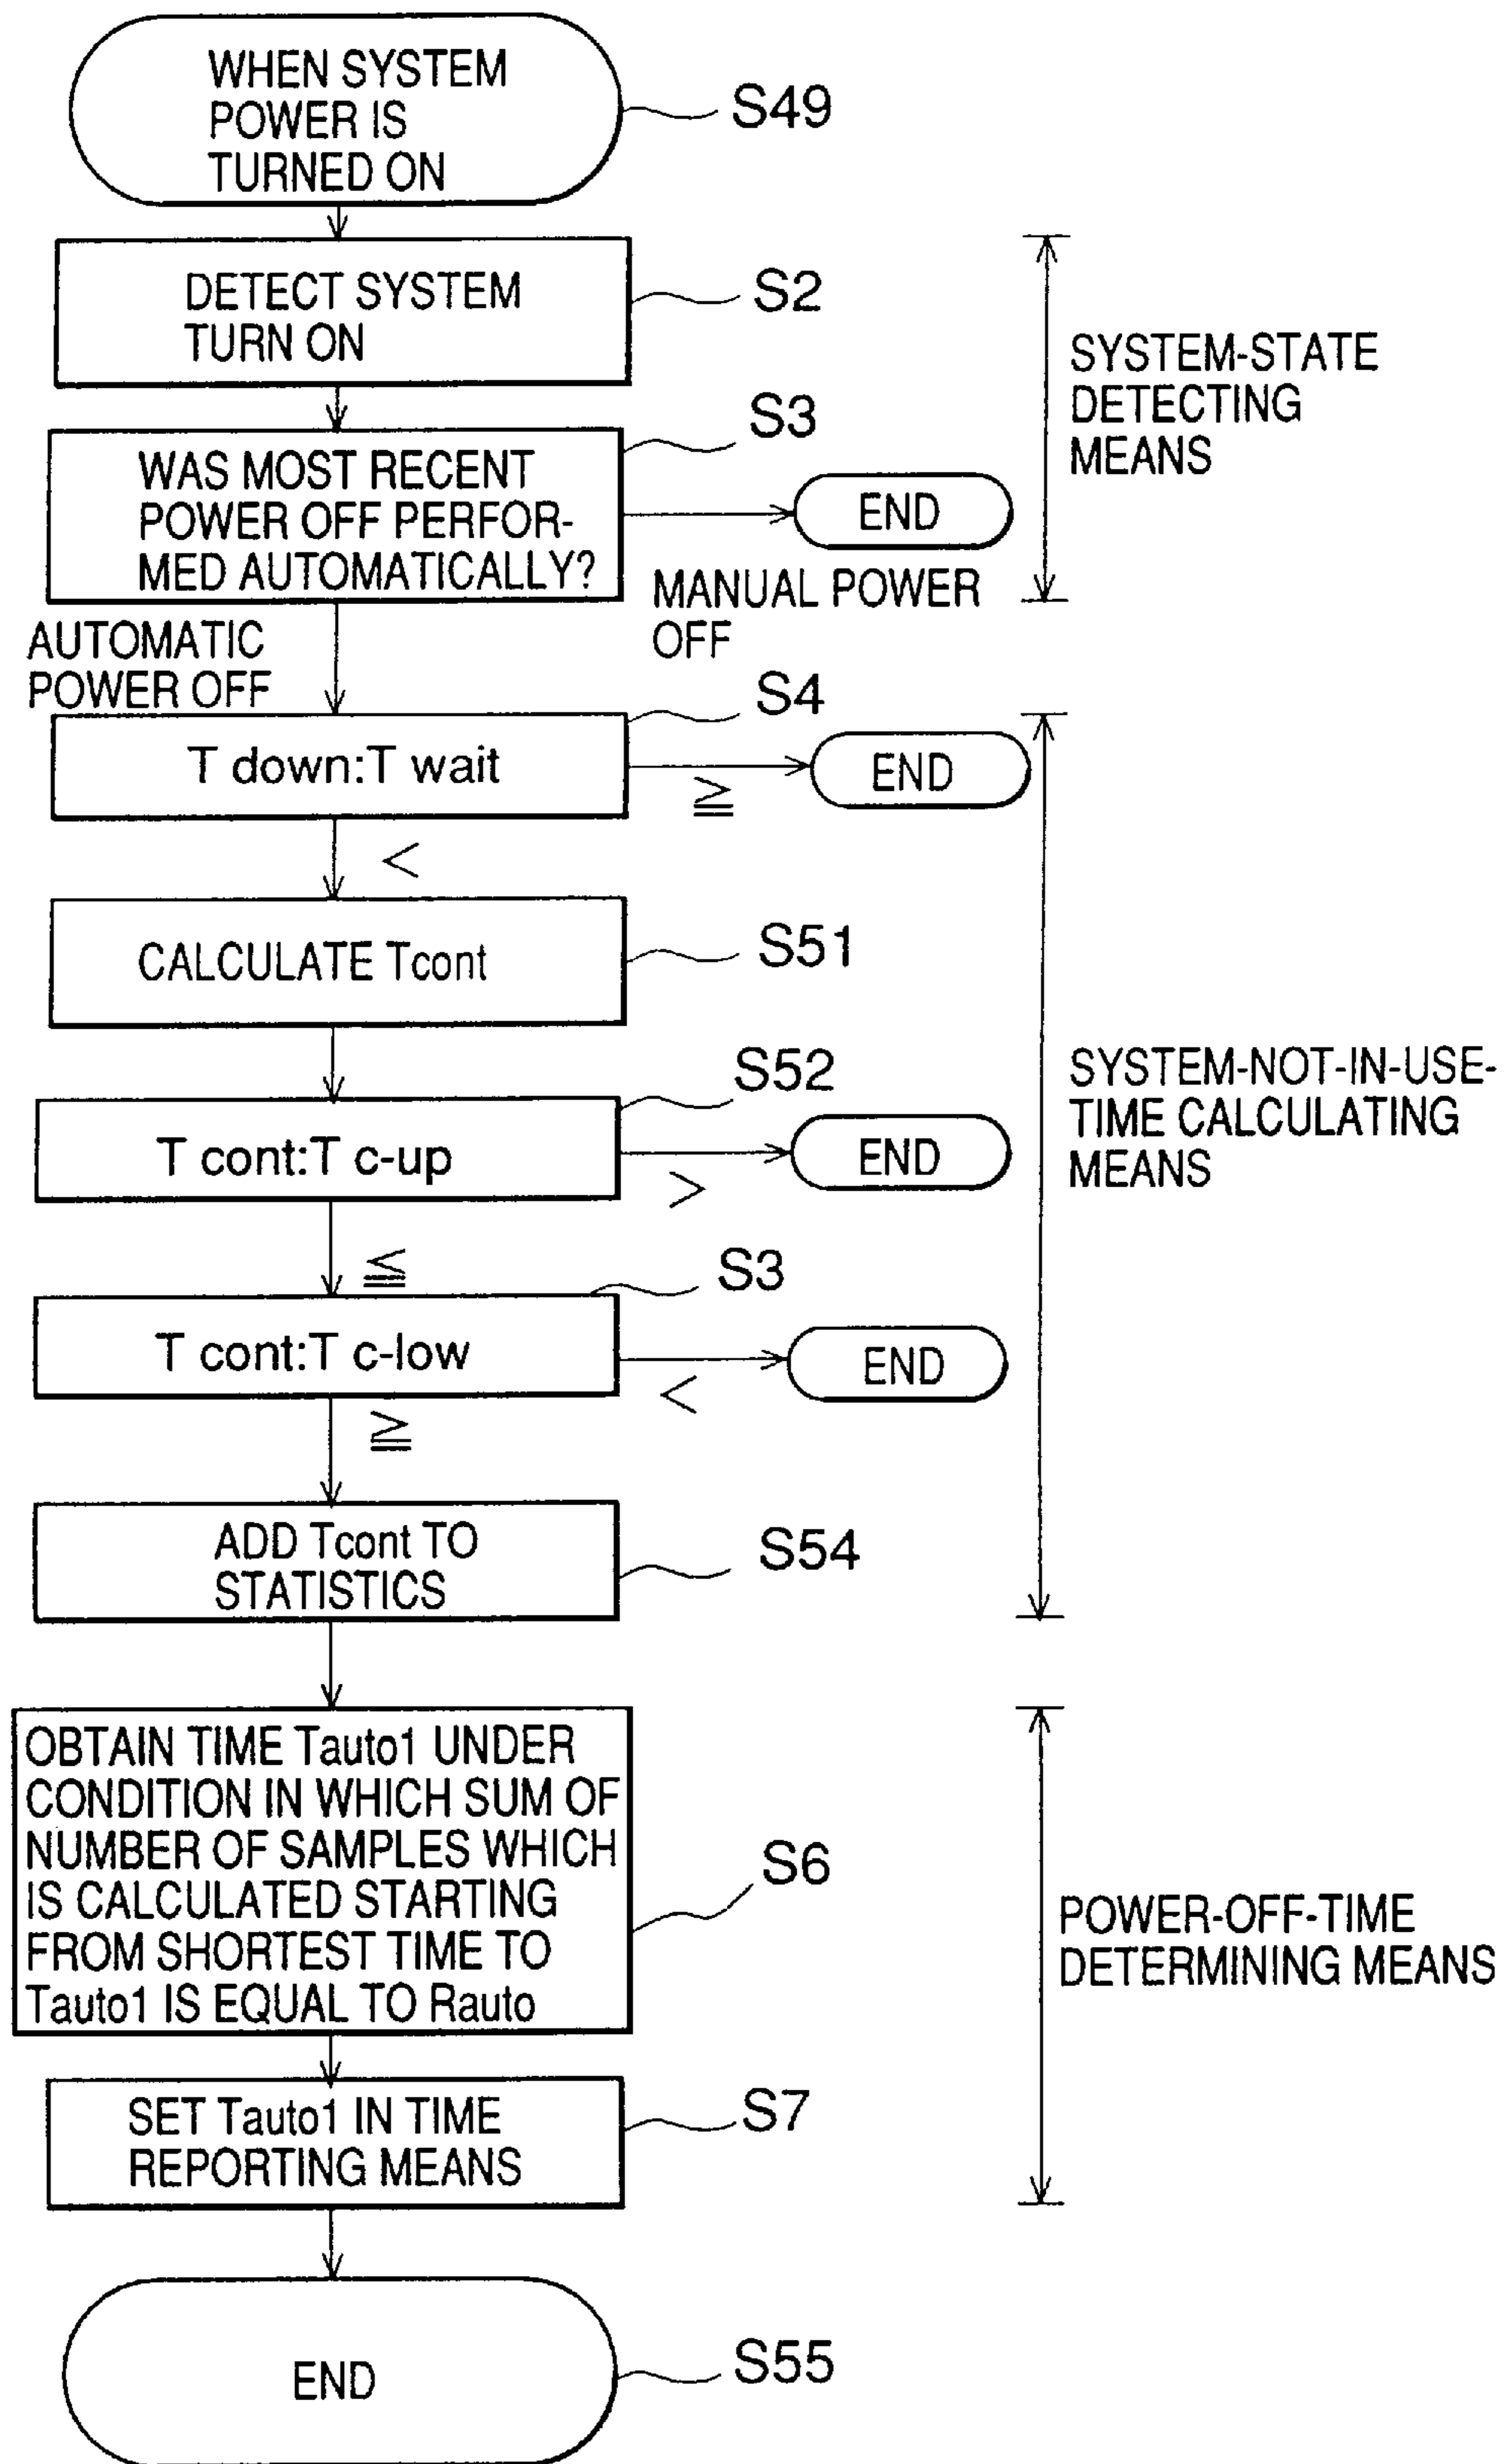 WHEN SYSTEM
POWER IS
TURNED ON
S49
DETECT SYSTEM
TURN ON
S2
SYSTEM-STATE
DETECTING
MEANS
S3
WAS MOST RECENT
POWER OFF PERFOR-
MED AUTOMATICALLY?
END
MANUAL POWER
OFF
AUTOMATIC
POWER OFF
S4
T down:T wait
≧
END
<
CALCULATE Tcont
S51
SYSTEM-NOT-IN-USE-
TIME CALCULATING
MEANS
S52
T cont:T c-up
>
END
≦
S3
T cont:T c-low
<
END
≧
ADD Tcont TO
STATISTICS
S54
OBTAIN TIME Tauto1 UNDER
CONDITION IN WHICH SUM OF
NUMBER OF SAMPLES WHICH
IS CALCULATED STARTING
FROM SHORTEST TIME TO
Tauto1 IS EQUAL TO Rauto
S6
POWER-OFF-TIME
DETERMINING MEANS
SET Tauto1 IN TIME
REPORTING MEANS
S7
END
S55